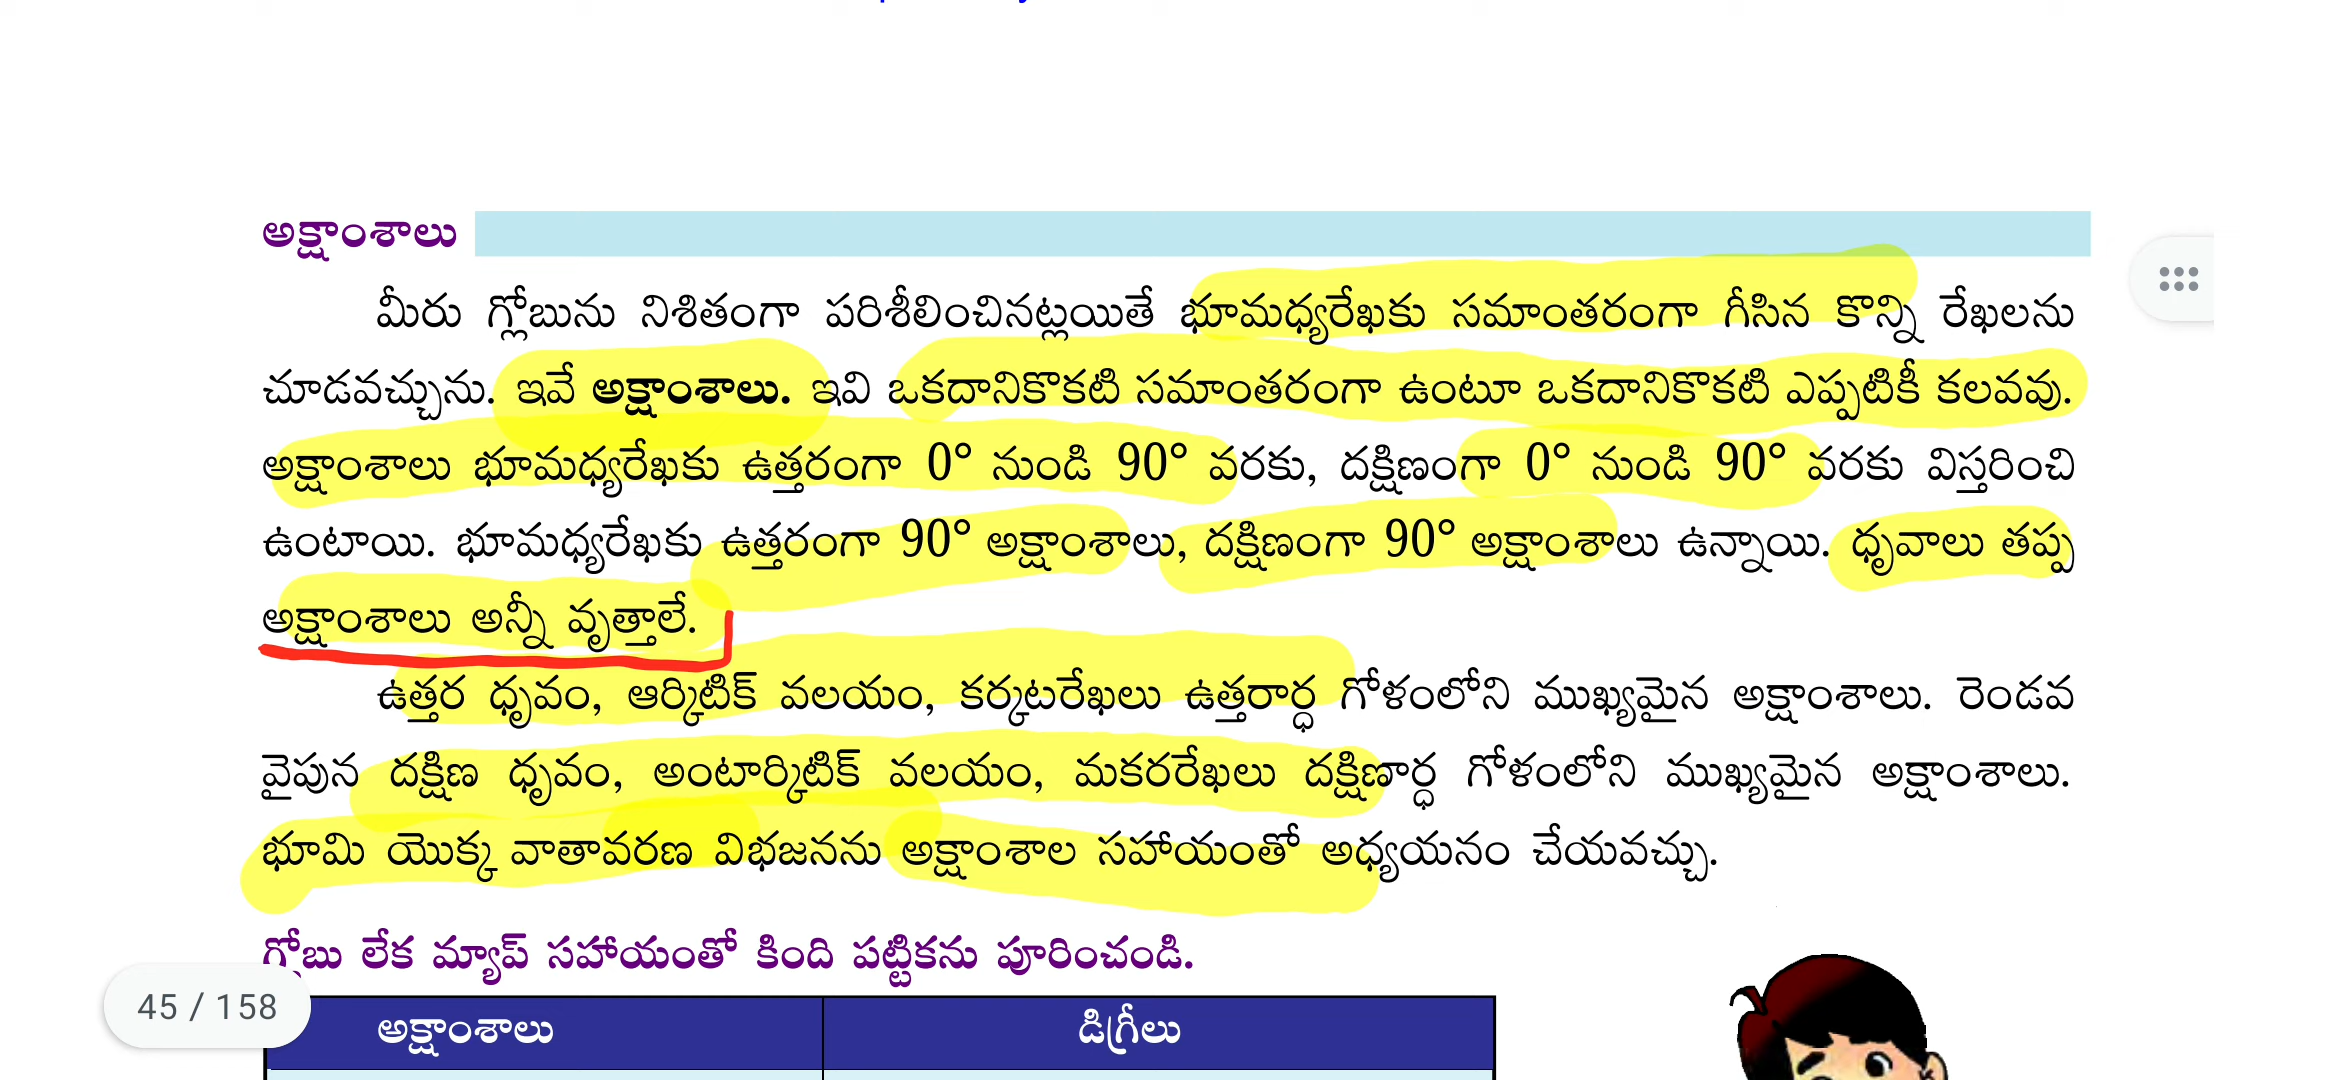 అక్షాంశాలు
మీరు గ్లోబును నిశితంగా పరిశీలించినట్లయితే భూమధ్యరేఖకు సమాంతరంగా గీసిన కొన్ని రేఖలను
చూడవచ్చును. ఇవే అక్షాంశాలు. ఇవి ఒకదానికొకటి సమాంతరంగా ఉంటూ ఒకదానికొకటి ఎప్పటికీ కలవవు.
అక్షాంశాలు భూమధ్యరేఖకు ఉత్తరంగా 0° నుండి 90° వరకు, దక్షిణంగా 0° నుండి 90° వరకు విస్తరించి
ఉంటాయి. భూమధ్యరేఖకు ఉత్తరంగా 90° అక్షాంశాలు, దక్షిణంగా 90° అక్షాంశాలు ఉన్నాయి. ధృవాలు తప్ప
అక్షాంశాలు అన్నీ వృత్తాలే.
ఉత్తర ధృవం, ఆర్కిటిక్ వలయం, కర్కటరేఖలు ఉత్తరార్ధ గోళంలోని ముఖ్యమైన అక్షాంశాలు. రెండవ
వైపున దక్షిణ ధృవం, అంటార్కిటిక్ వలయం, మకరరేఖలు దక్షిణార్ధ గోళంలోని ముఖ్యమైన అక్షాంశాలు.
భూమి యొక్క వాతావరణ విభజనను అక్షాంశాల సహాయంతో అధ్యయనం చేయవచ్చు.
గ్లోబు లేక మ్యాప్ సహాయంతో కింది పట్టికను పూరించండి.
45 / 158
అక్షాంశాలు డిగ్రీలు